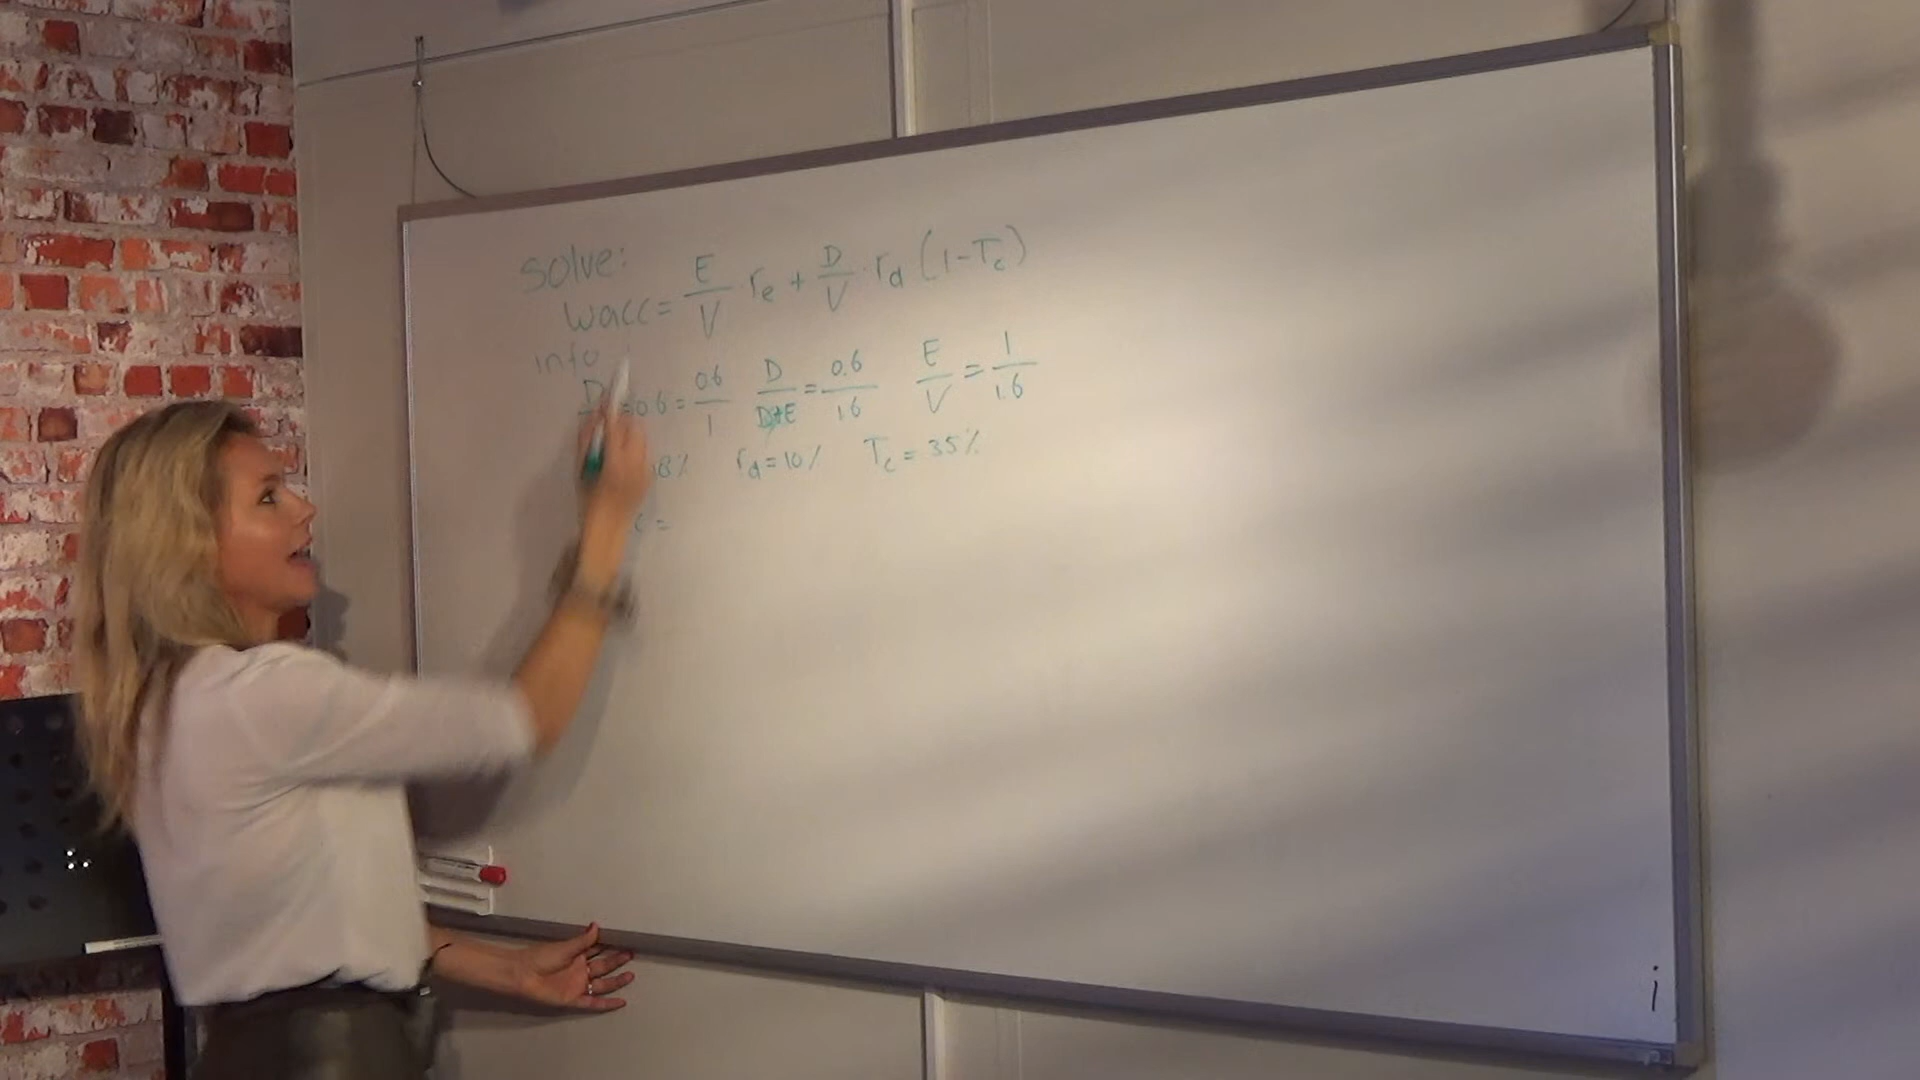 solve:
wacc = E/V · re + D/V · rd (1-Tc)
info
D = 0.6 = 0.6/1 D/D+E = 0.6/1.6 E/V = 1/1.6
8% rd = 10% Tc = 35%
c =
i